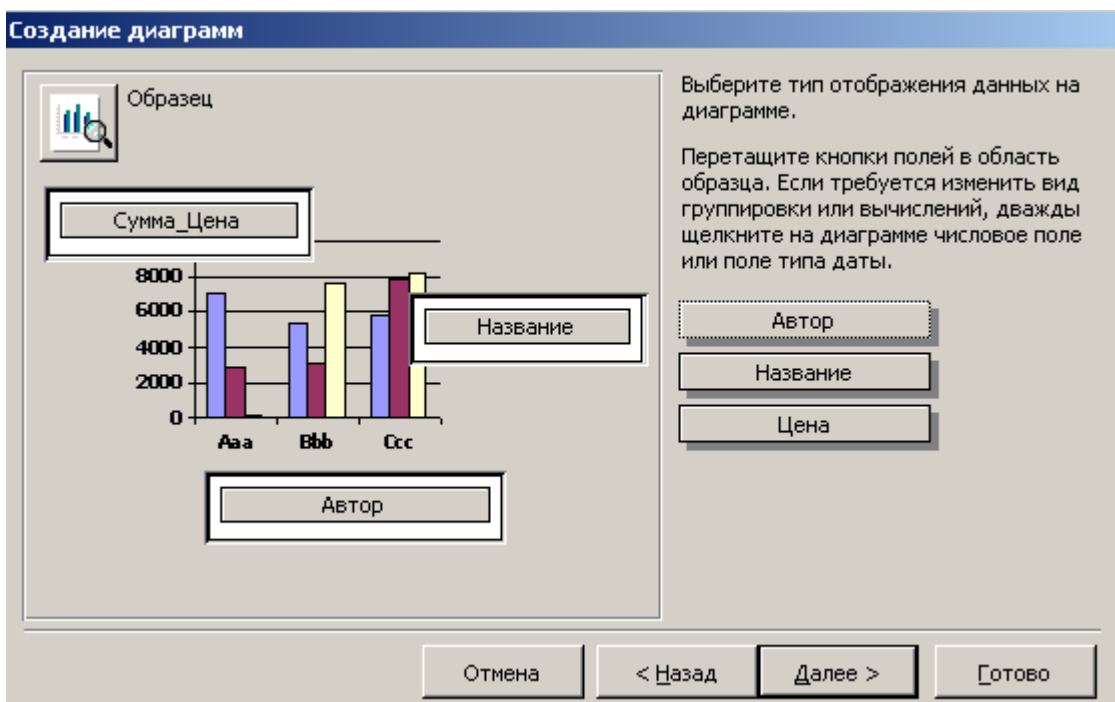 Создание диаграмм
Образец
Сумма_Цена
8000
6000
4000
2000
0
Aaa Bbb Ccc
Название
Автор
Выберите тип отображения данных на
диаграмме.
Перетащите кнопки полей в область
образца. Если требуется изменить вид
группировки или вычислений, дважды
щелкните на диаграмме числовое поле
или поле типа даты.
Автор
Название
Цена
Отмена
< Назад
Далее >
Готово